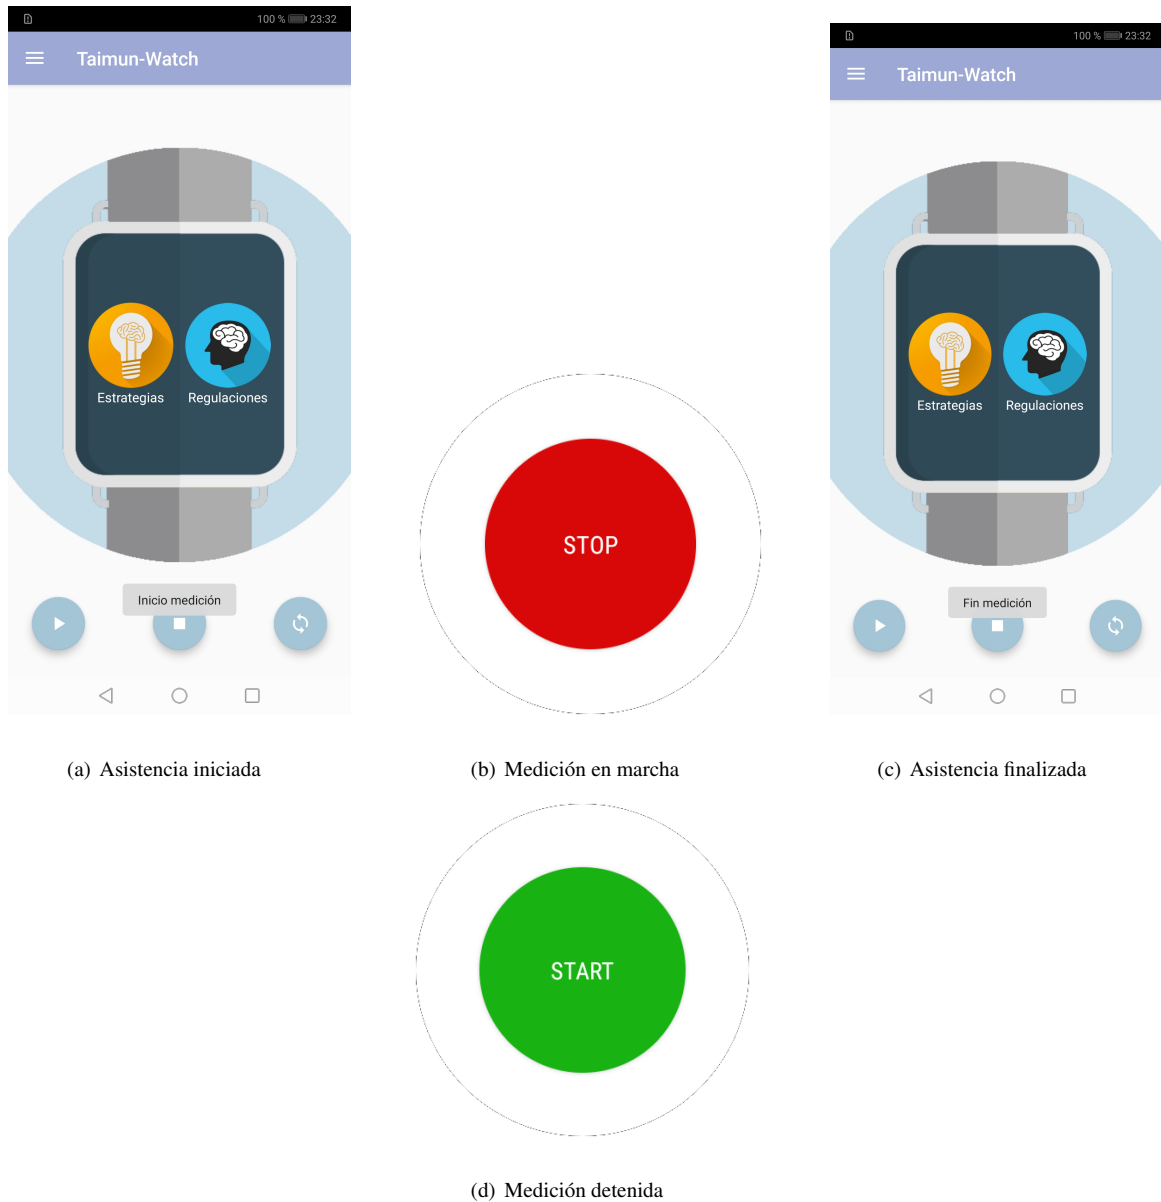 100 % 23:32
Taimun-Watch
Estrategias Regulaciones
Inicio medición
(a) Asistencia iniciada
STOP
(b) Medición en marcha
100 % 23:32
Taimun-Watch
Estrategias Regulaciones
Fin medición
(c) Asistencia finalizada
START
(d) Medición detenida